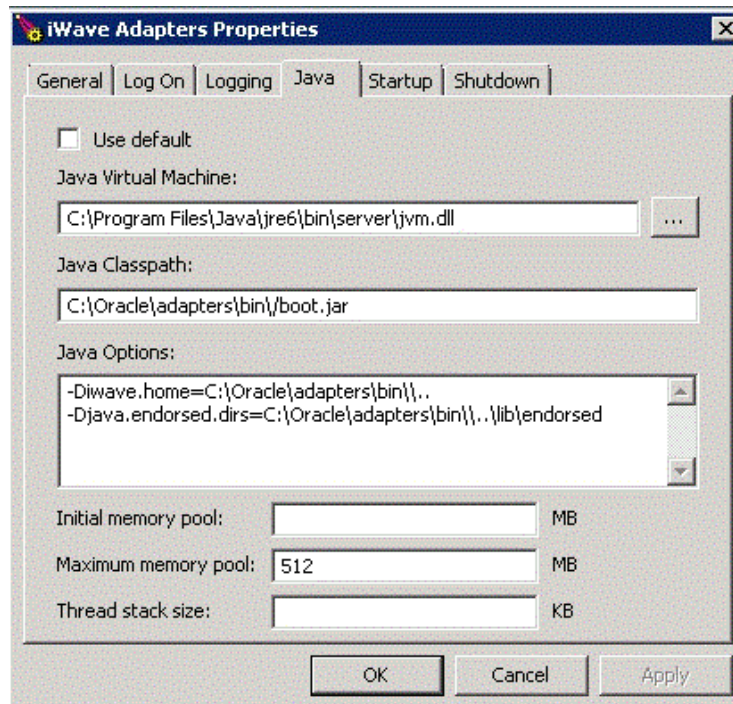 iWave Adapters Properties
General Log On Logging Java Startup Shutdown
Use default
Java Virtual Machine:
C:\Program Files\Java\jre6\bin\server\jvm.dll ...
Java Classpath:
C:\Oracle\adapters\bin\/boot.jar
Java Options:
-Diwave.home=C:\Oracle\adapters\bin\\..
-Djava.endorsed.dirs=C:\Oracle\adapters\bin\\..\lib\endorsed
Initial memory pool: MB
Maximum memory pool: 512 MB
Thread stack size: KB
OK Cancel Apply